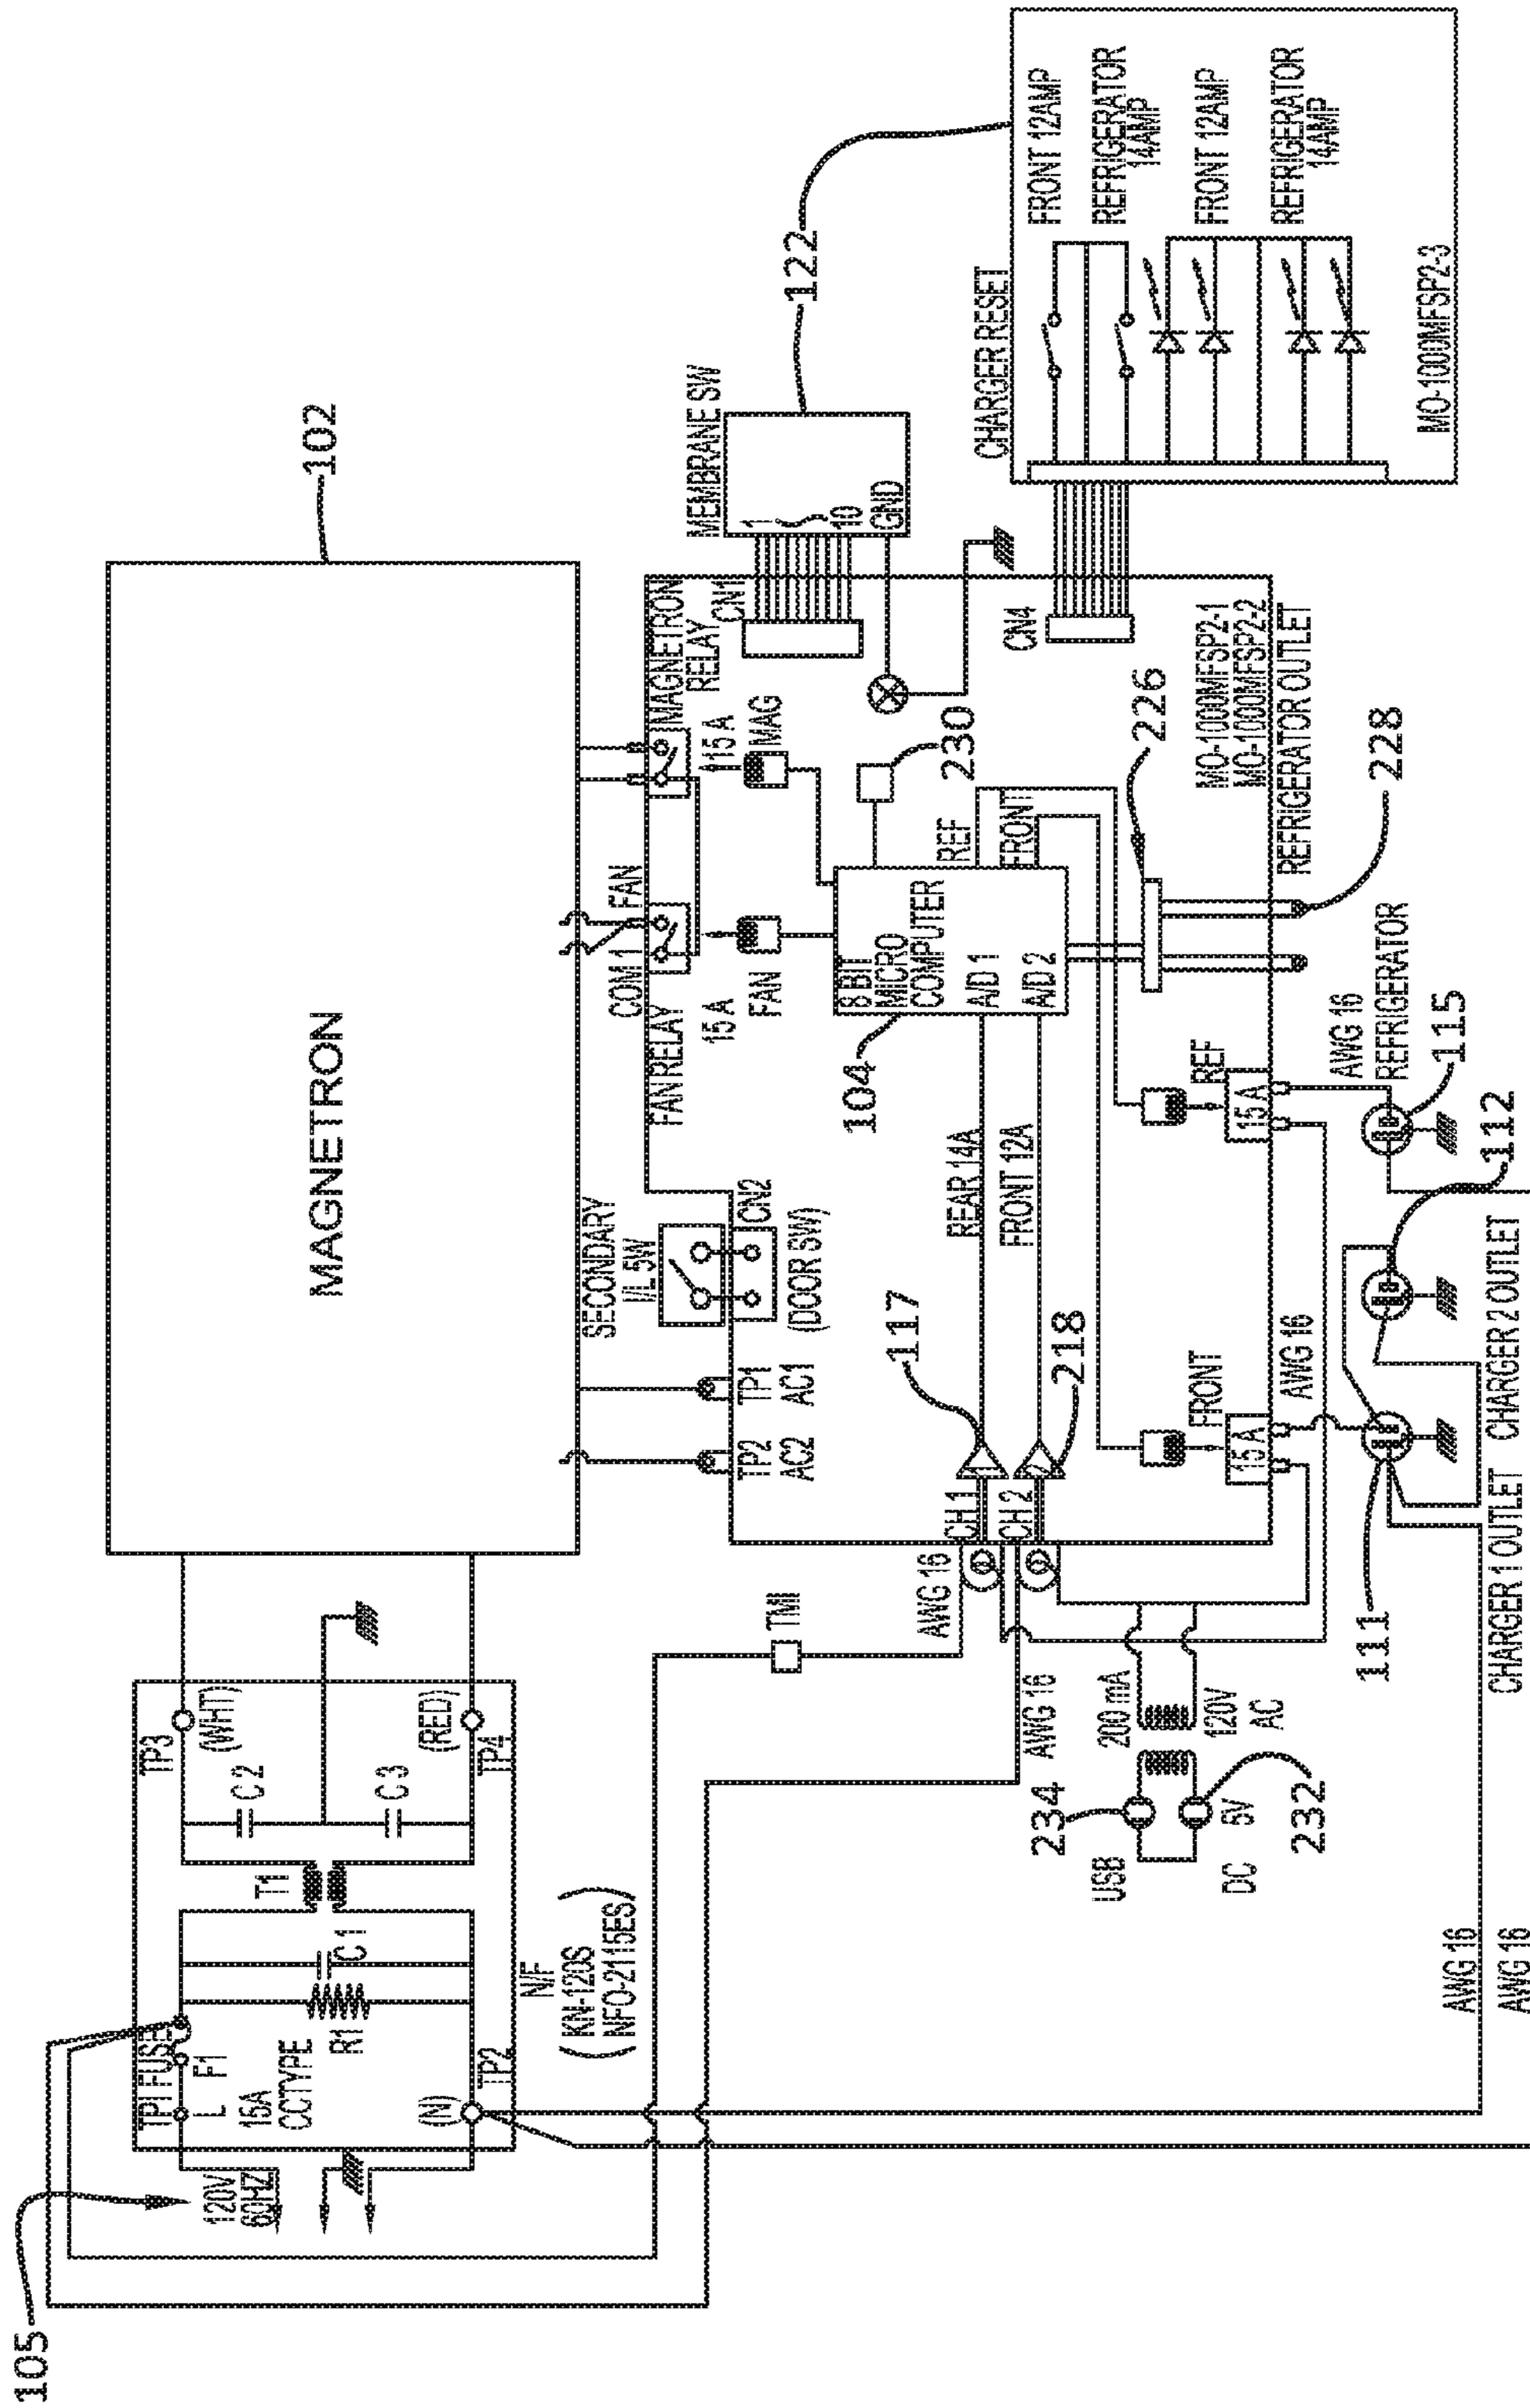 105
120V
60HZ
TP1 FUSE
L F1
15A
CCTYPE
R1
C 1
T1
(N)
TP2
N/F
( KN-120S )
( NFO-2115ES )
TP3
(WHT)
C 2
C 3
(RED)
TP4
MAGNETRON
102
TMI
AWG 16
AWG 16
CH 1
CH 2
TP2
AC2
TP1
AC1
SECONDARY
I/L 5W
CN2
(DOOR SW)
FAN RELAY
COM 1
FAN
15 A
FAN
MAGNETRON
RELAY
15 A
MAG
CN1
MEMBRANE SW
1
10
GND
122
117
218
REAR 14A
FRONT 12A
104
8 BIT
MICRO
COMPUTER
A/D 1
A/D 2
REF
FRONT
230
CN4
CHARGER RESET
FRONT 12AMP
REFRIGERATOR
14AMP
FRONT 12AMP
REFRIGERATOR
14AMP
MO-1000MFSP2-3
MO-1000MFSP2-1
MO-1000MFSP2-2
226
228
REFRIGERATOR OUTLET
FRONT
15 A
REF
15 A
AWG 16
AWG 16
REFRIGERATOR
115
112
111
CHARGER 1 OUTLET
CHARGER 2 OUTLET
200 mA
120V
AC
234
USB
232
DC 5V
AWG 16
AWG 16